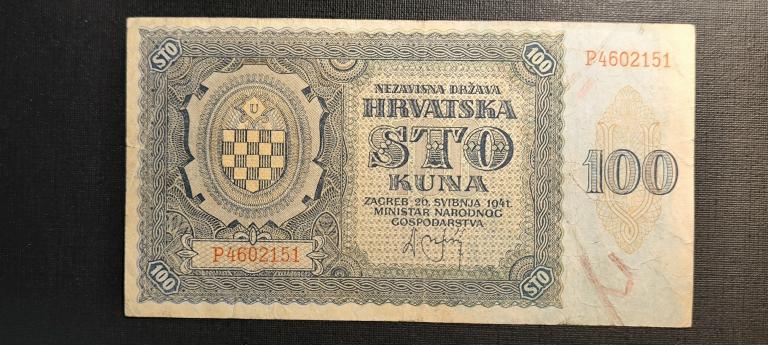 STO
100
P4602151
NEZAVISNA DRŽAVA
HRVATSKA
U
STO
100
KUNA
ZAGREB 26. SVIBNJA 1941.
MINISTAR NARODNOG
GOSPODARSTVA
P4602151
100
STO